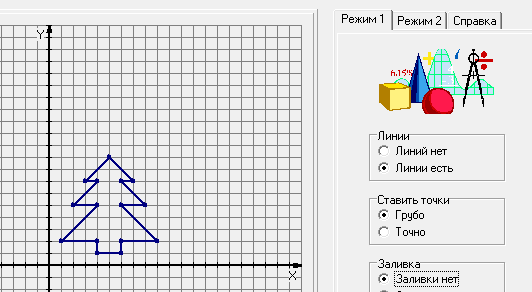 Y
X
Режим 1 Режим 2 Справка
Линии
Линий нет
Линии есть
Ставить точки
Грубо
Точно
Заливка
Заливки нет